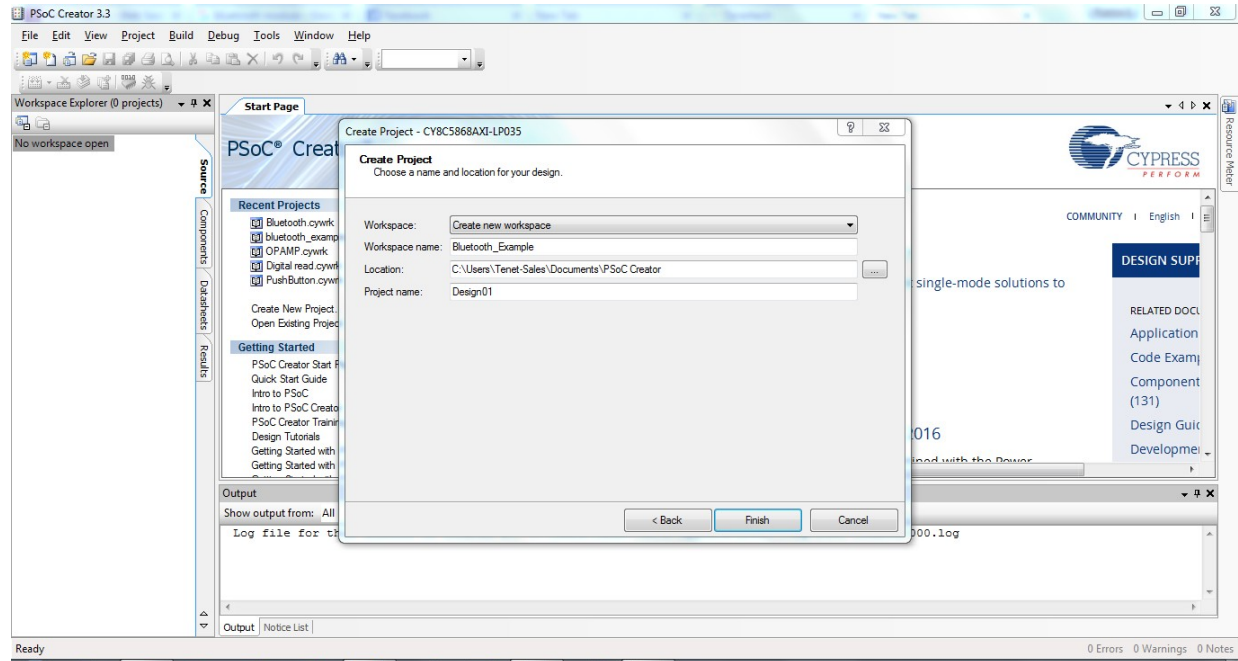 PSoC Creator 3.3
File Edit View Project Build Debug Tools Window Help
Workspace Explorer (0 projects)
No workspace open
Source
Components
Datasheets
Results
Start Page
PSoC® Creat
CYPRESS
PERFORM
Resource Meter
COMMUNITY | English |
Recent Projects
Bluetooth.cywrk
bluetooth_examp
OPAMP.cywrk
Digital read.cywrk
PushButton.cywr
Create New Project.
Open Existing Projec
Getting Started
PSoC Creator Start P
Quick Start Guide
Intro to PSoC
Intro to PSoC Creato
PSoC Creator Trainin
Design Tutorials
Getting Started with
Getting Started with
Create Project - CY8C5868AXI-LP035
Create Project
Choose a name and location for your design.
Workspace: Create new workspace
Workspace name: Bluetooth_Example
Location: C:\Users\Tenet-Sales\Documents\PSoC Creator
...
Project name: Design01
< Back Finish Cancel
single-mode solutions to
016
ined with the Power
DESIGN SUPP
RELATED DOCU
Application
Code Examp
Component
(131)
Design Guid
Developmen
Output
Show output from: All
Log file for th
000.log
Output Notice List
Ready
0 Errors 0 Warnings 0 Notes